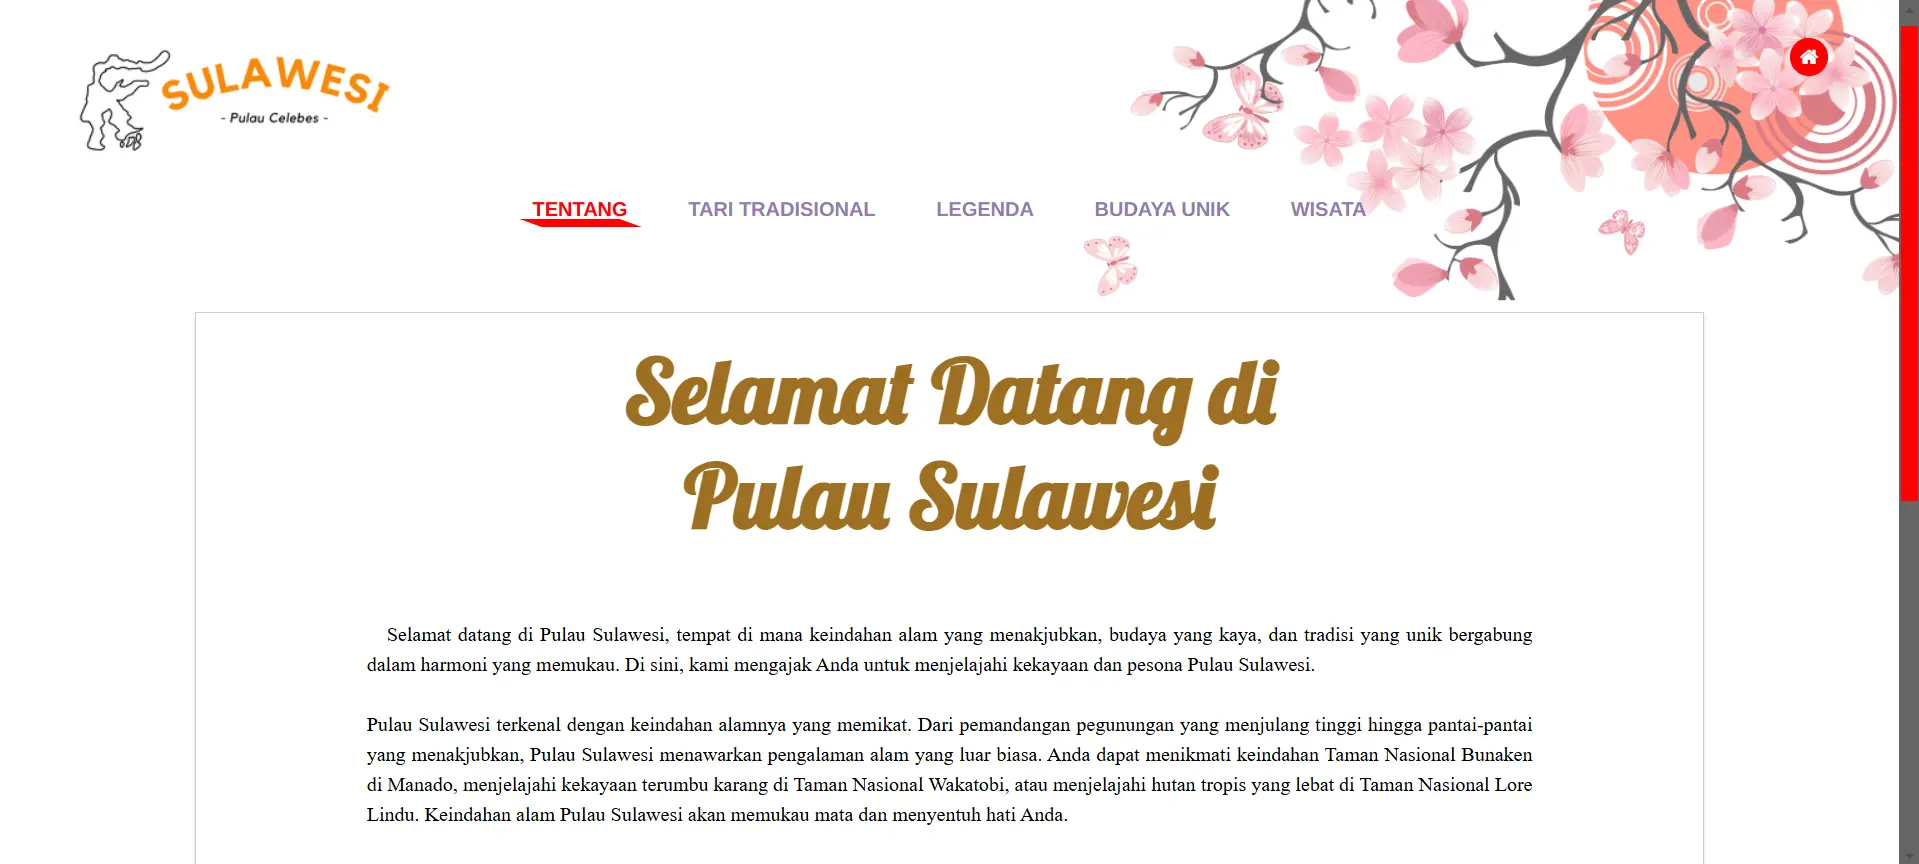 SULAWESI
- Pulau Celebes -
TENTANG TARI TRADISIONAL LEGENDA BUDAYA UNIK WISATA
Selamat Datang di
Pulau Sulawesi
Selamat datang di Pulau Sulawesi, tempat di mana keindahan alam yang menakjubkan, budaya yang kaya, dan tradisi yang unik bergabung
dalam harmoni yang memukau. Di sini, kami mengajak Anda untuk menjelajahi kekayaan dan pesona Pulau Sulawesi.
Pulau Sulawesi terkenal dengan keindahan alamnya yang memikat. Dari pemandangan pegunungan yang menjulang tinggi hingga pantai-pantai
yang menakjubkan, Pulau Sulawesi menawarkan pengalaman alam yang luar biasa. Anda dapat menikmati keindahan Taman Nasional Bunaken
di Manado, menjelajahi kekayaan terumbu karang di Taman Nasional Wakatobi, atau menjelajahi hutan tropis yang lebat di Taman Nasional Lore
Lindu. Keindahan alam Pulau Sulawesi akan memukau mata dan menyentuh hati Anda.